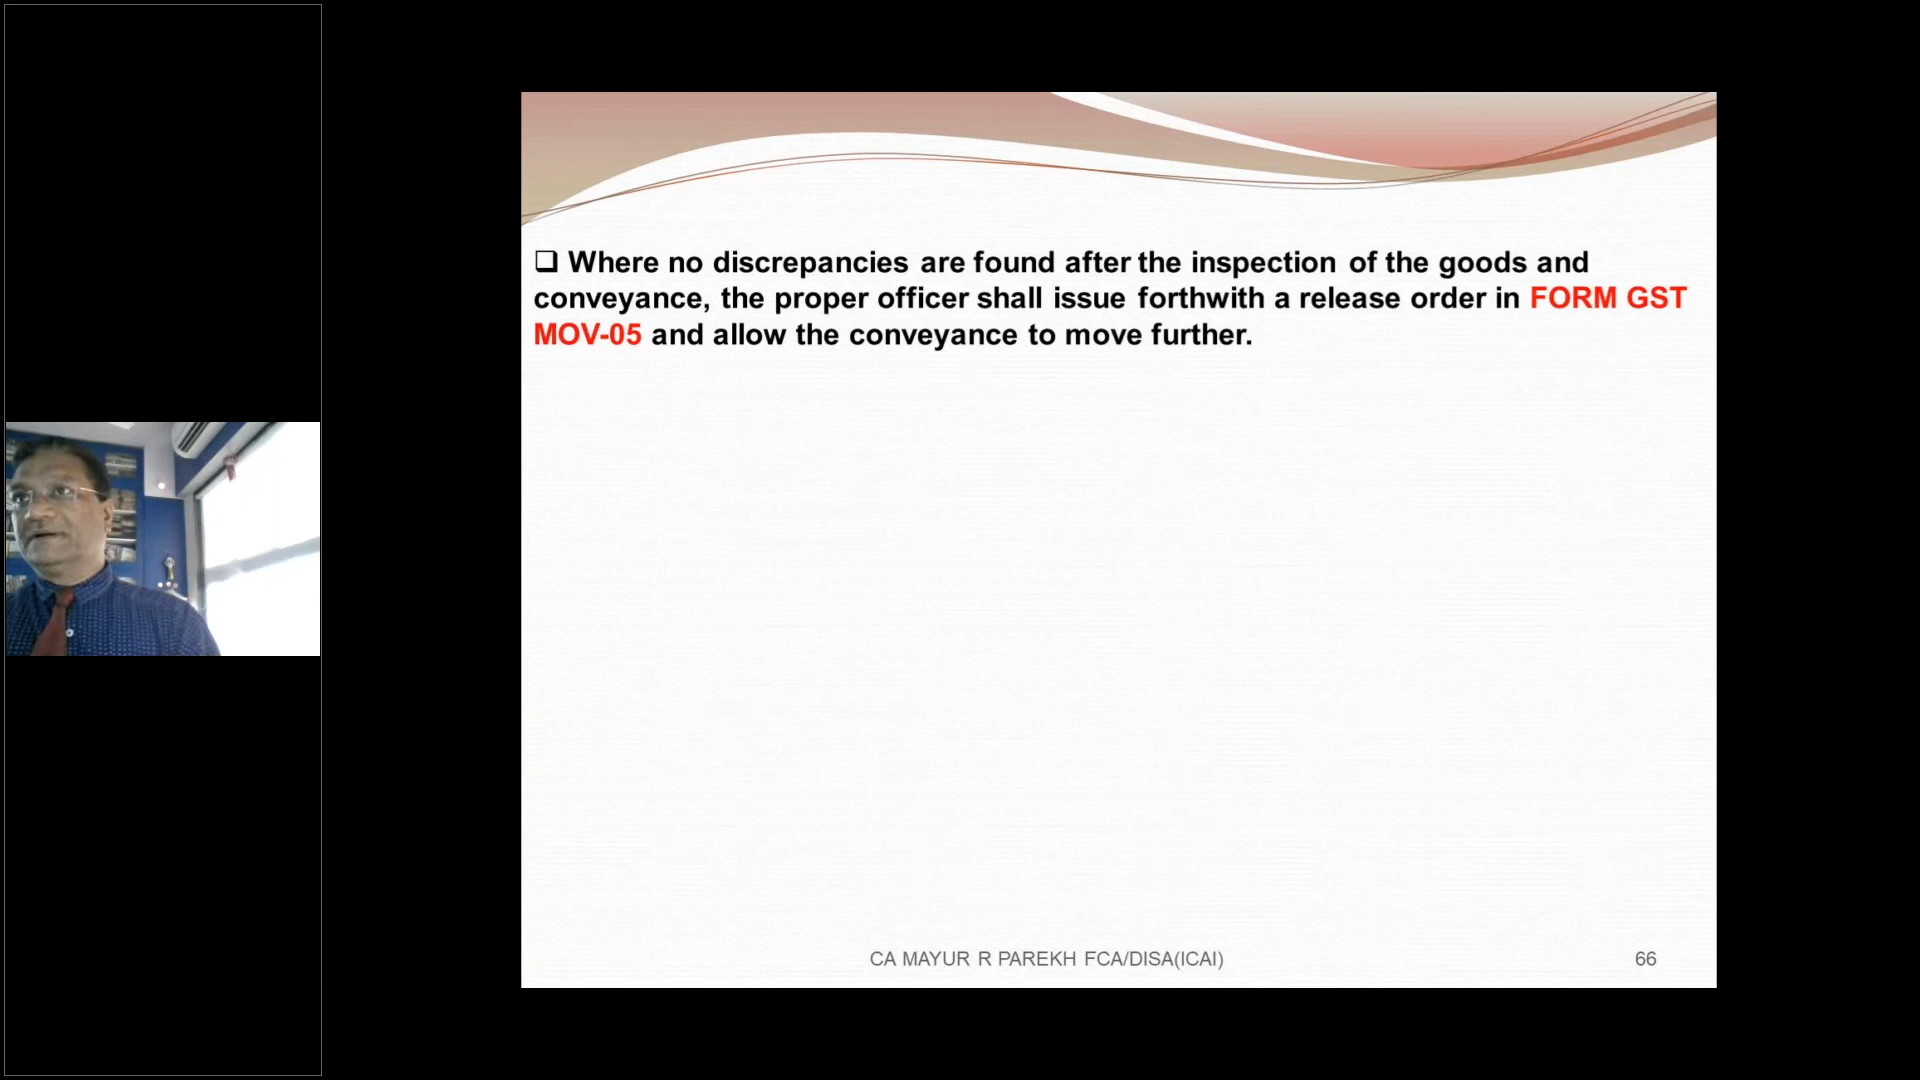 ❑ Where no discrepancies are found after the inspection of the goods and
conveyance, the proper officer shall issue forthwith a release order in FORM GST
MOV-05 and allow the conveyance to move further.
CA MAYUR R PAREKH FCA/DISA(ICAI)
66